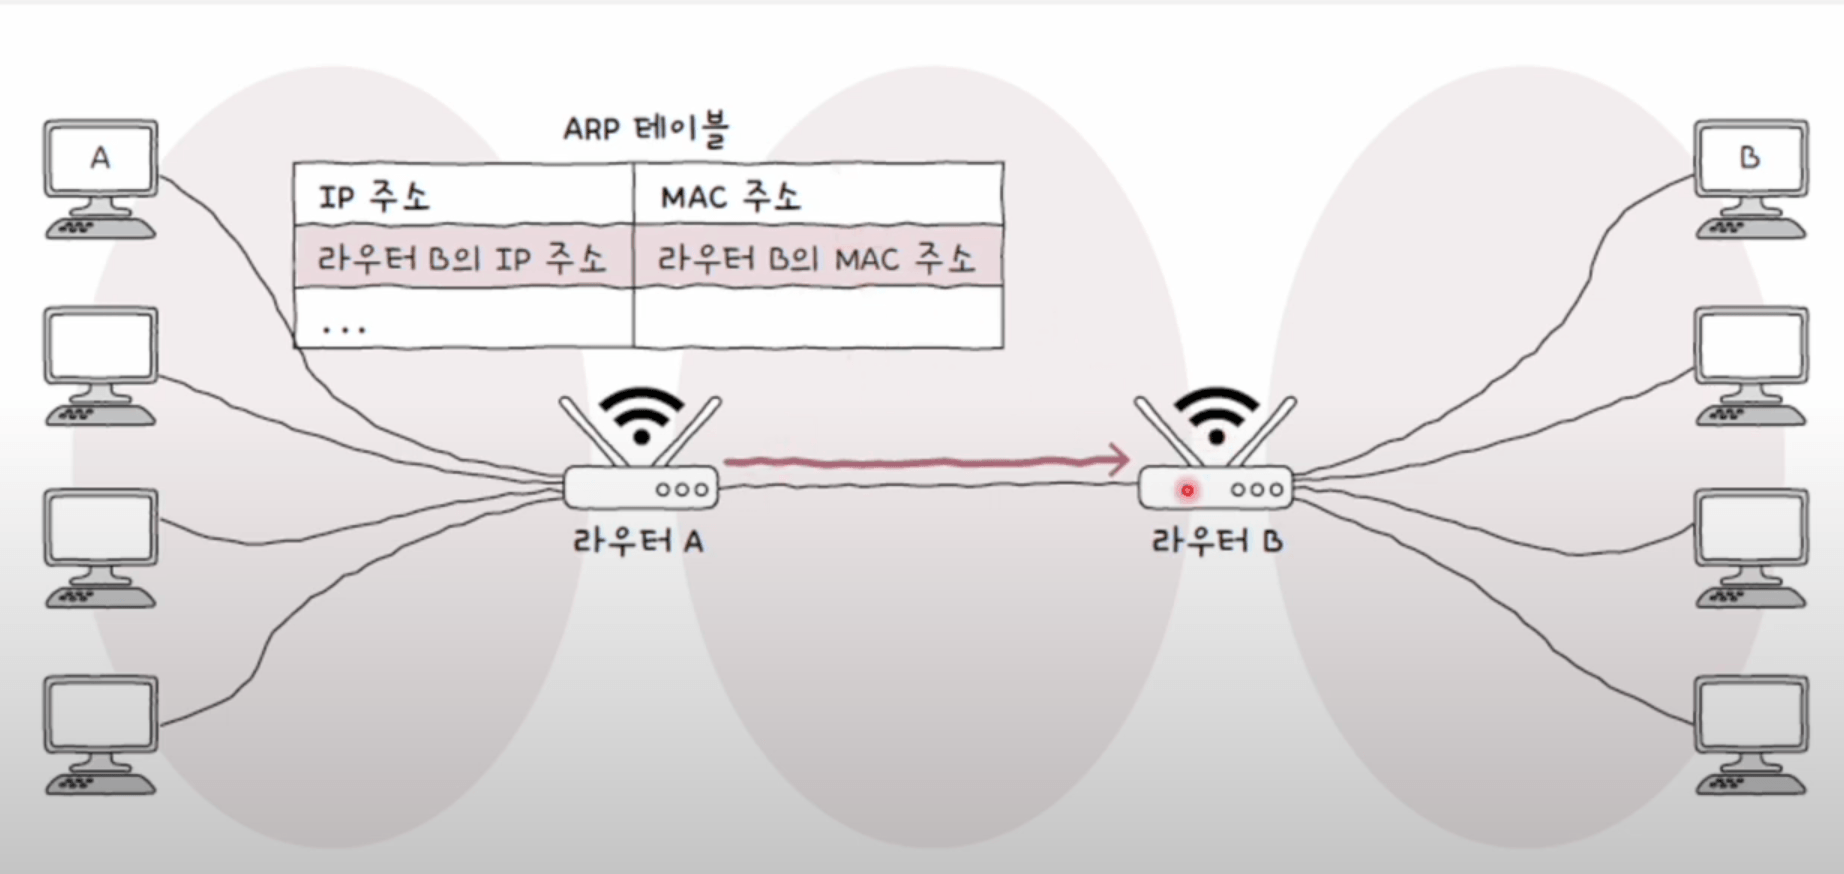 ARP 테이블
IP 주소
MAC 주소
라우터 B의 IP 주소
라우터 B의 MAC 주소
...
A
B
라우터 A
라우터 B